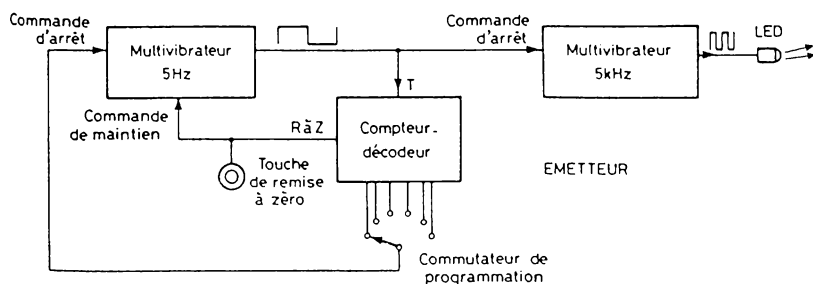 Commande
d'arrêt
Multivibrateur
5Hz
Commande
d'arrêt
Multivibrateur
5kHz
LED
T
Commande
de maintien
RàZ
Compteur-
décodeur
Touche
de remise
à zèro
EMETTEUR
Commutateur de
programmation